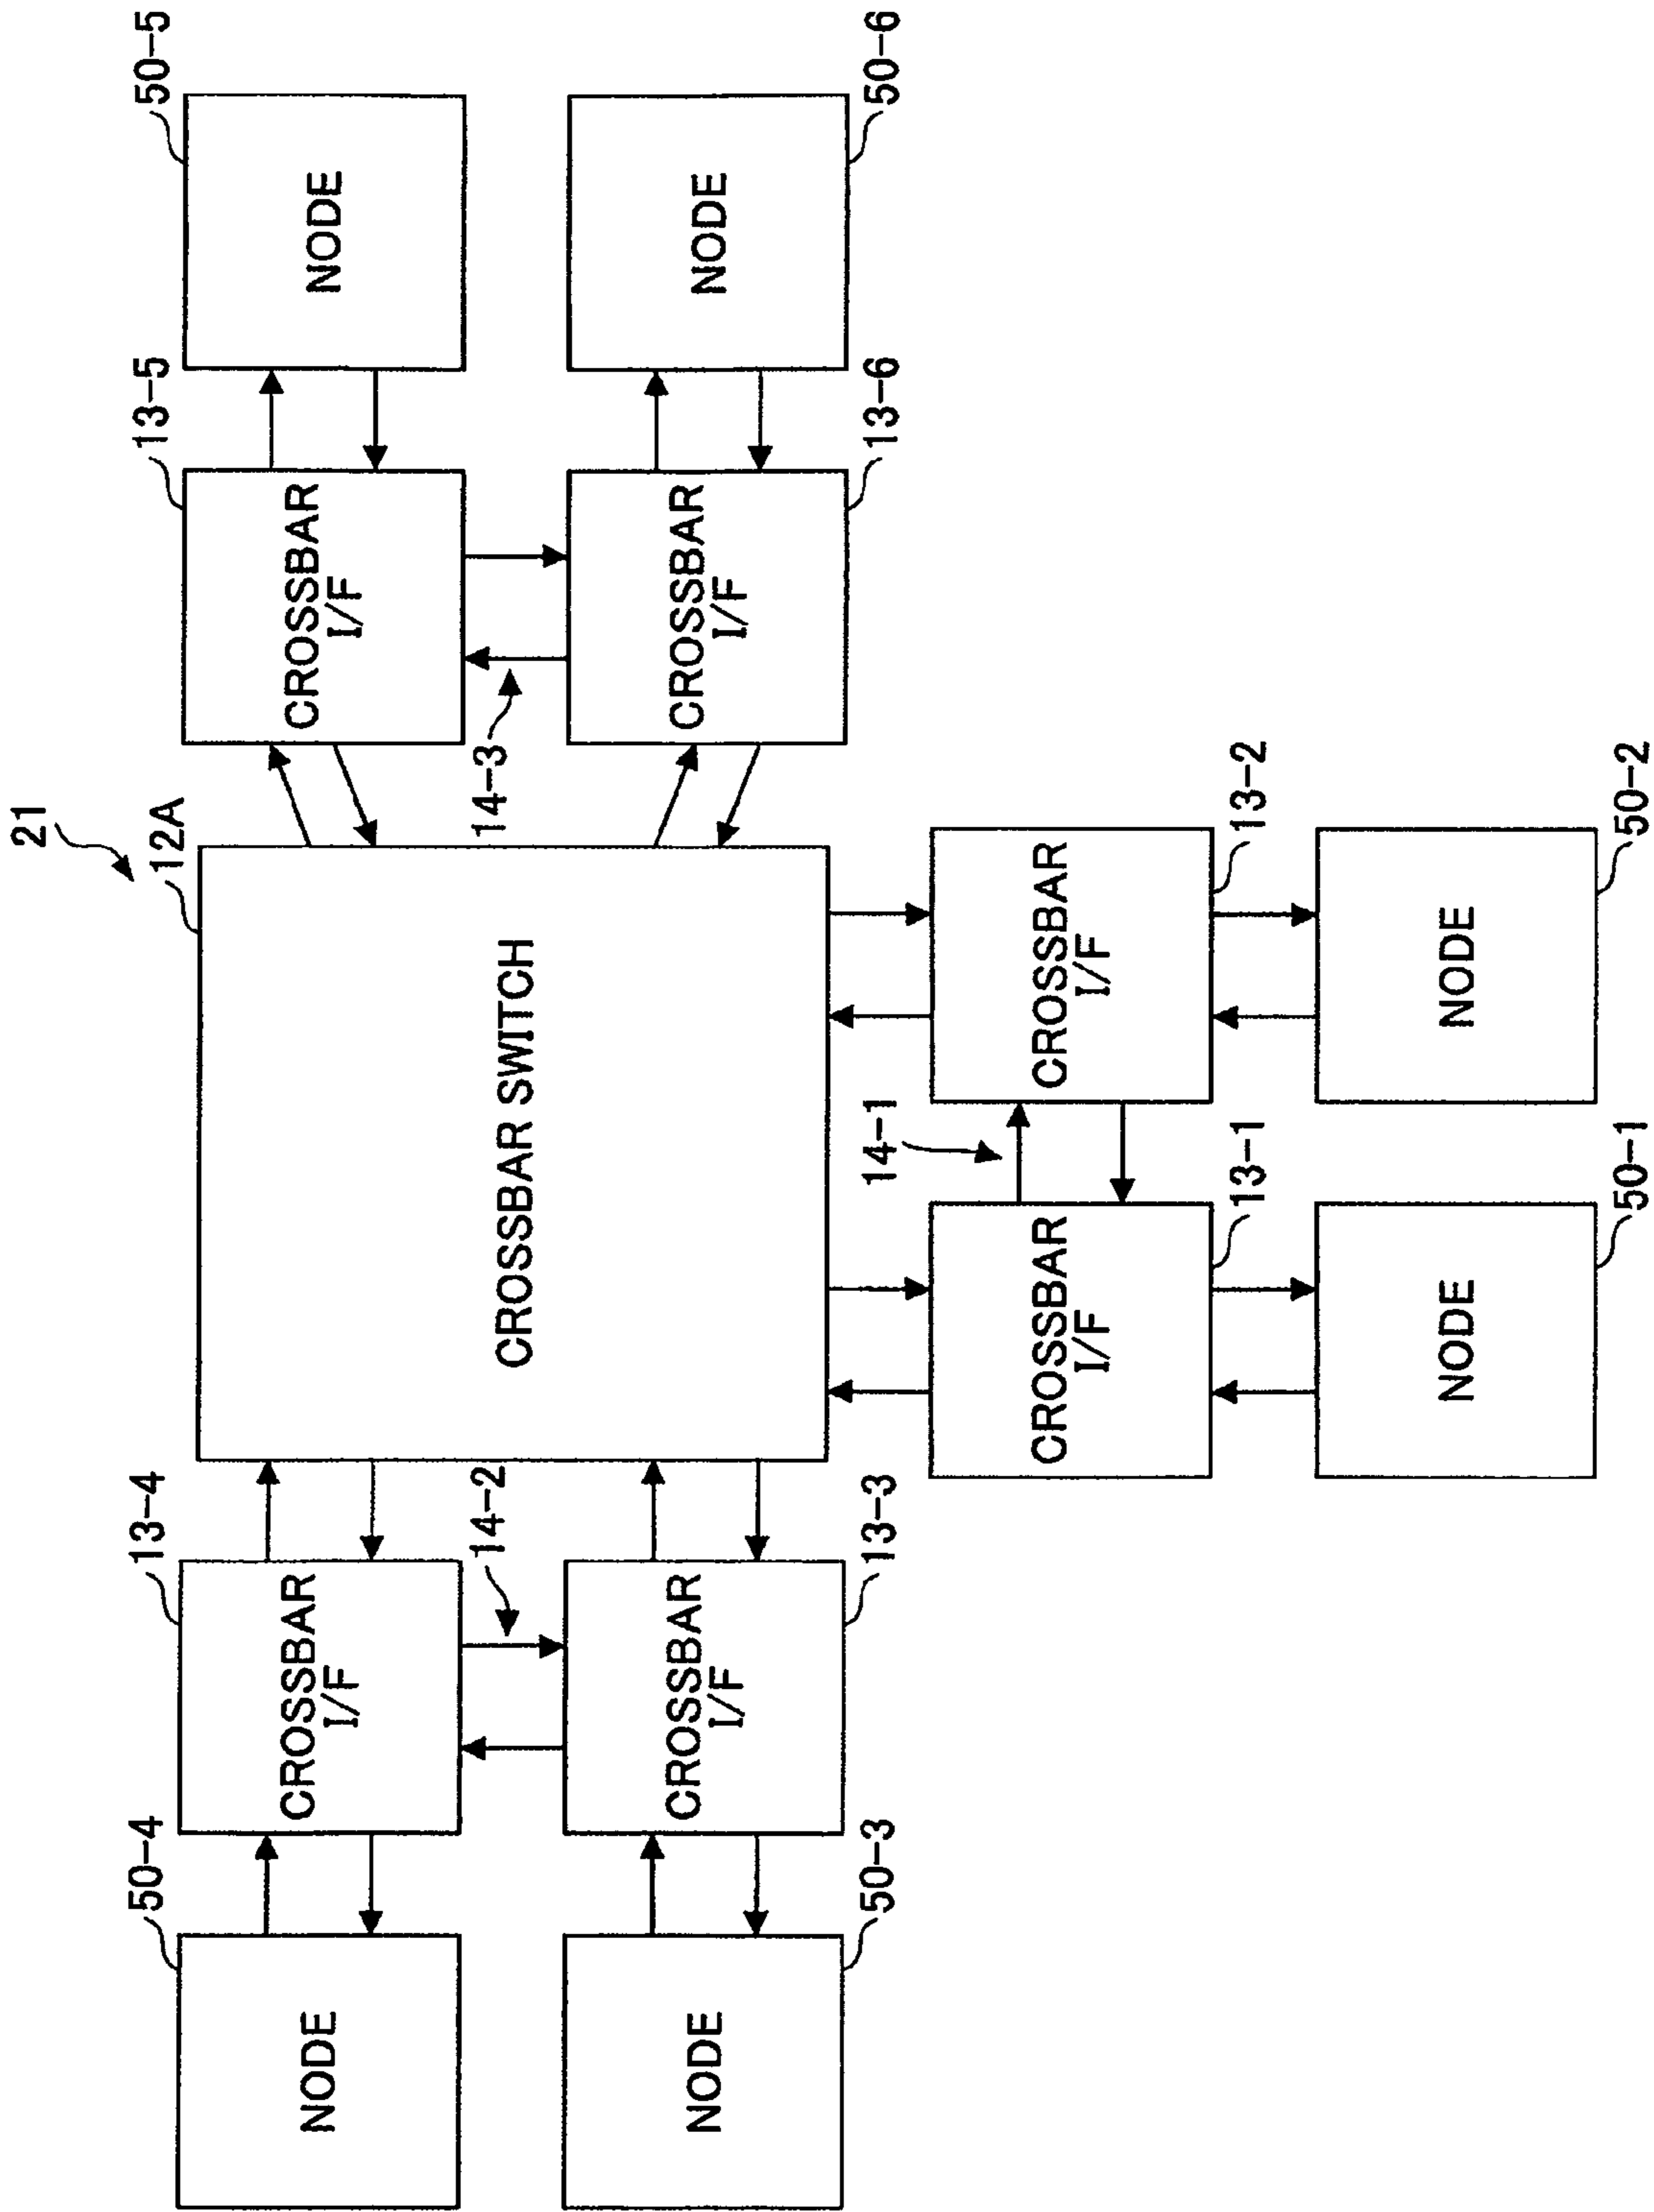 21
50-4
13-4
12A
13-5
50-5
NODE
CROSSBAR
I/F
CROSSBAR SWITCH
CROSSBAR
I/F
NODE
14-2
14-3
NODE
CROSSBAR
I/F
CROSSBAR
I/F
NODE
50-3
13-3
13-6
50-6
14-1
CROSSBAR
I/F
CROSSBAR
I/F
13-1
13-2
NODE
NODE
50-1
50-2